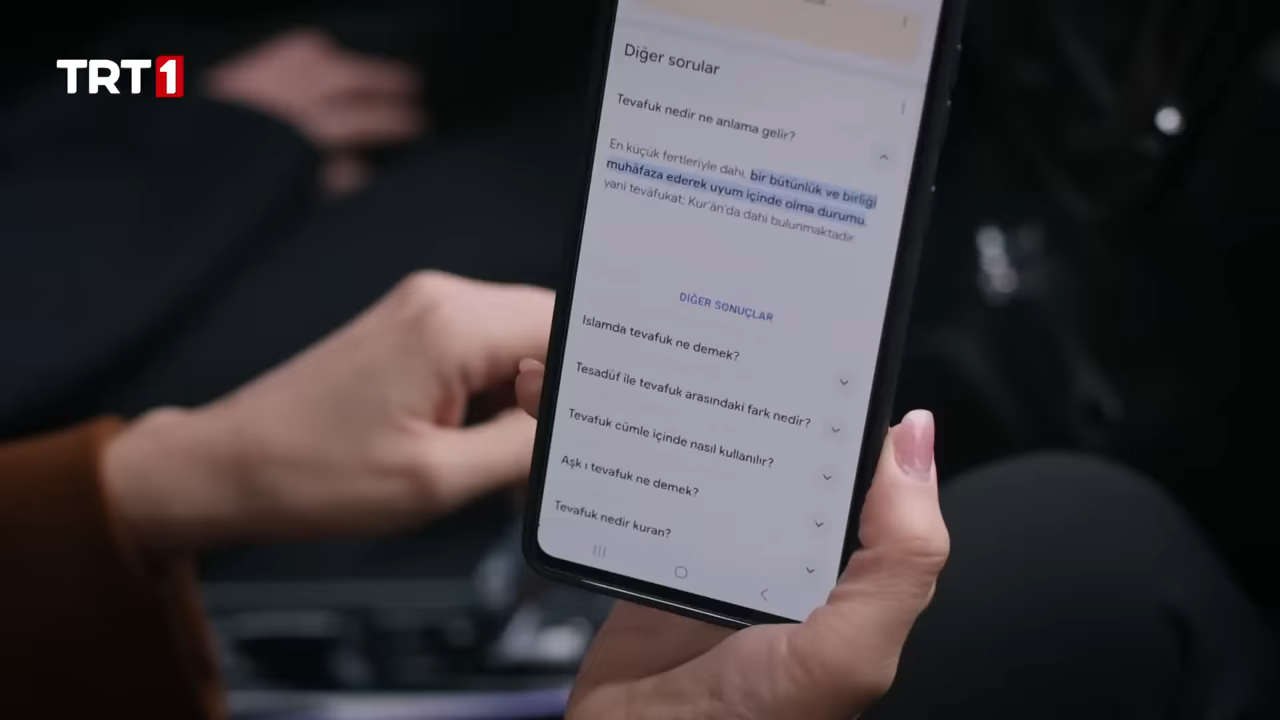 TRT1
Diğer sorular
Tevafuk nedir ne anlama gelir?
En küçük fertleriyle dahi, bir bütünlük ve birliği
muhâfaza ederek uyum içinde olma durumu,
yani tevâfukat; Kur'ân'da dahi bulunmaktadır.
DİĞER SONUÇLAR
İslamda tevafuk ne demek?
Tesadüf ile tevafuk arasındaki fark nedir?
Tevafuk cümle içinde nasıl kullanılır?
Aşk ı tevafuk ne demek?
Tevafuk nedir kuran?